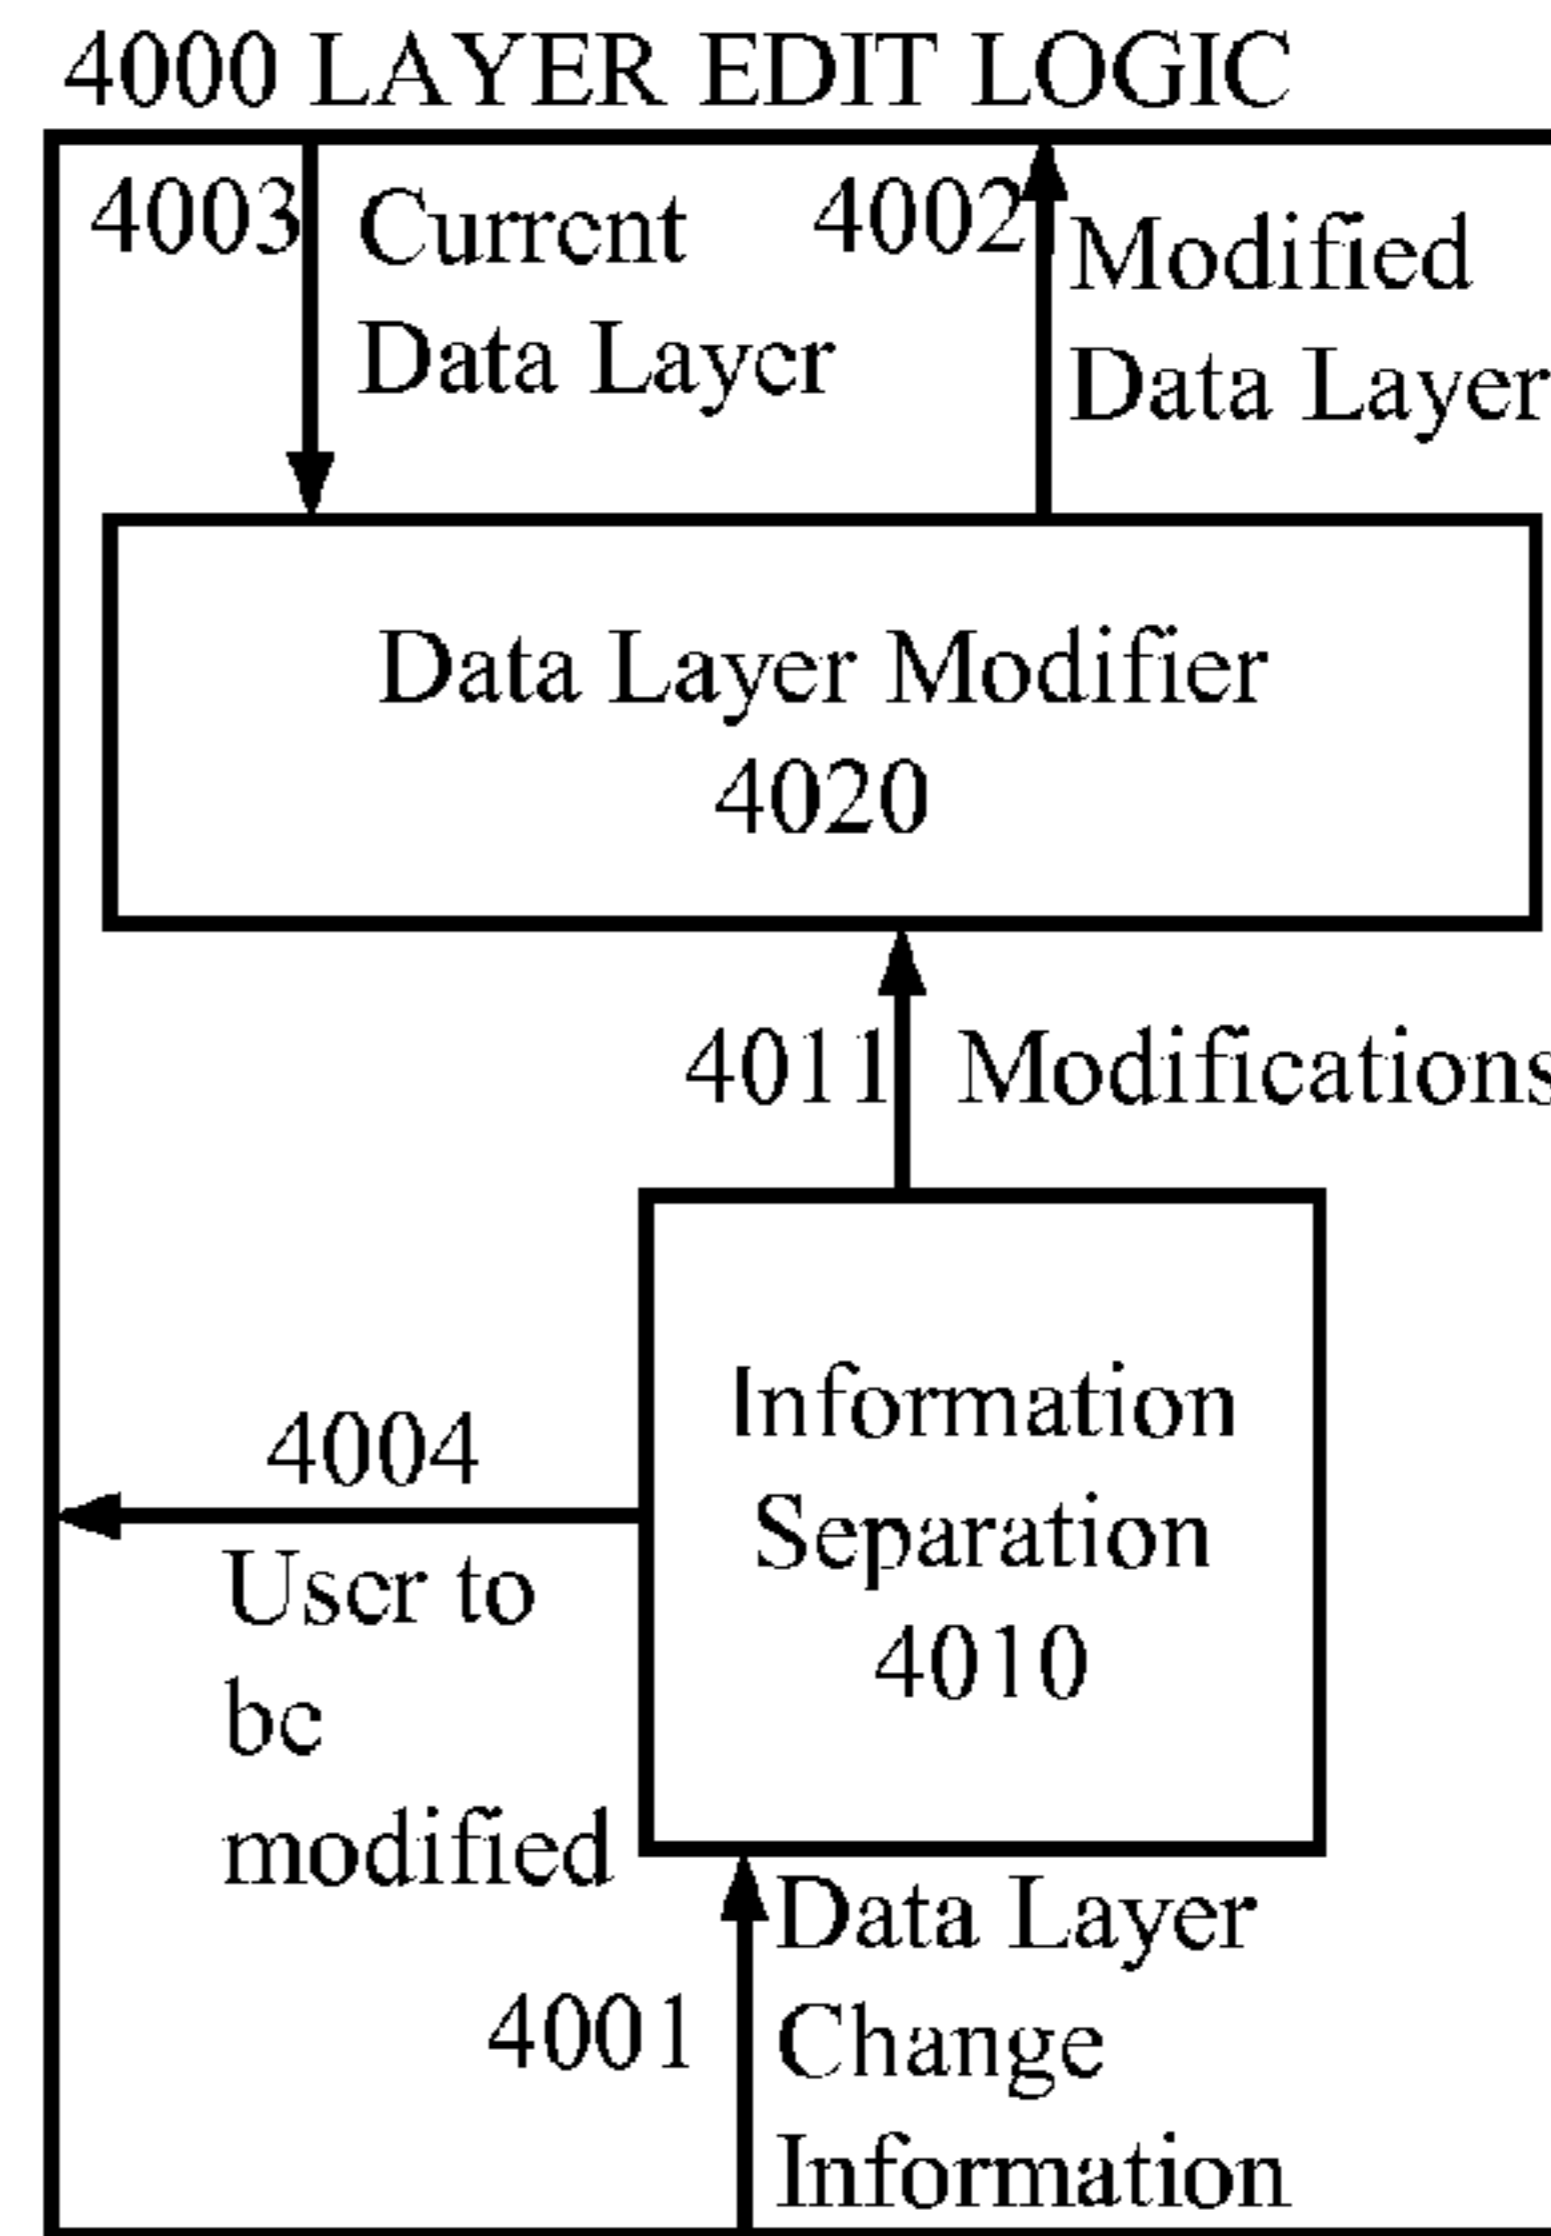 4000 LAYER EDIT LOGIC
4003
Current
Data Layer
4002
Modified
Data Layer
Data Layer Modifier
4020
4011
Modifications
Information
Separation
4010
4004
User to
be
modified
4001
Data Layer
Change
Information